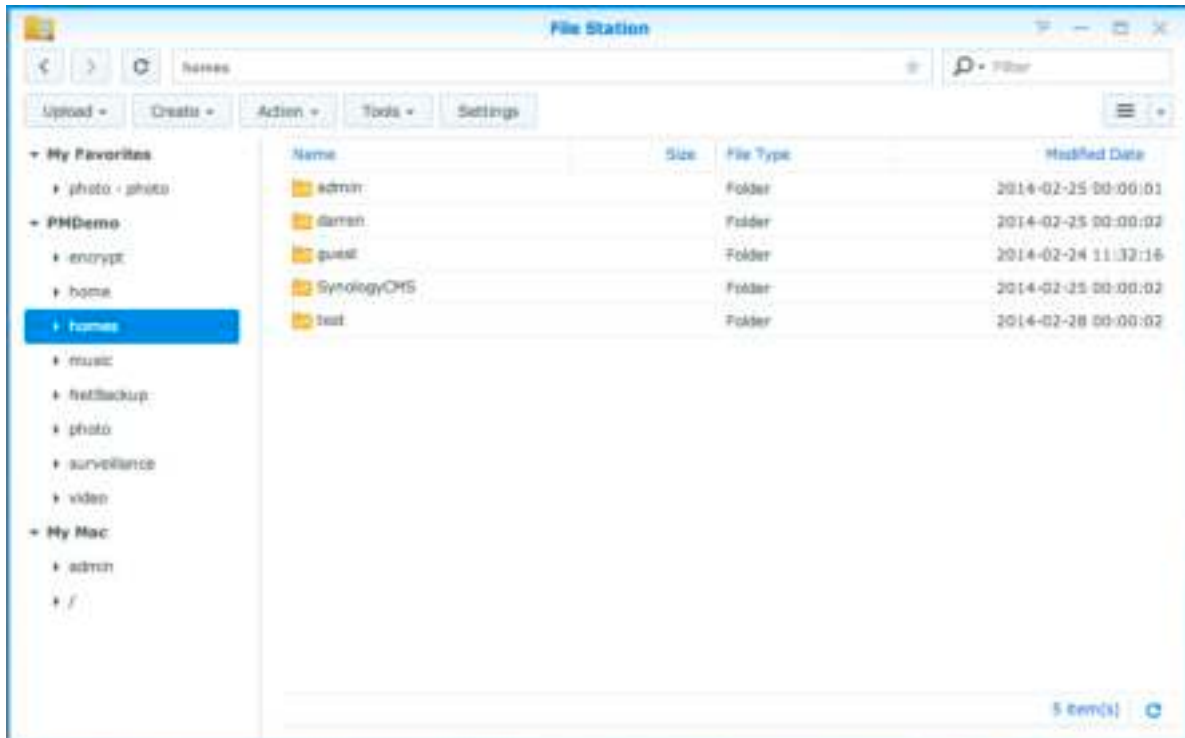 File Station
homes
Filter
Upload Create Action Tools Settings
My Favorites
photo - photo
PMDemo
encrypt
home
homes
music
NetBackup
photo
surveillance
video
My Mac
admin
/
Name Size File Type Modified Date
admin Folder 2014-02-25 00:00:01
darren Folder 2014-02-25 00:00:02
guest Folder 2014-02-24 11:32:16
SynologyCMS Folder 2014-02-25 00:00:02
test Folder 2014-02-28 00:00:02
5 item(s)